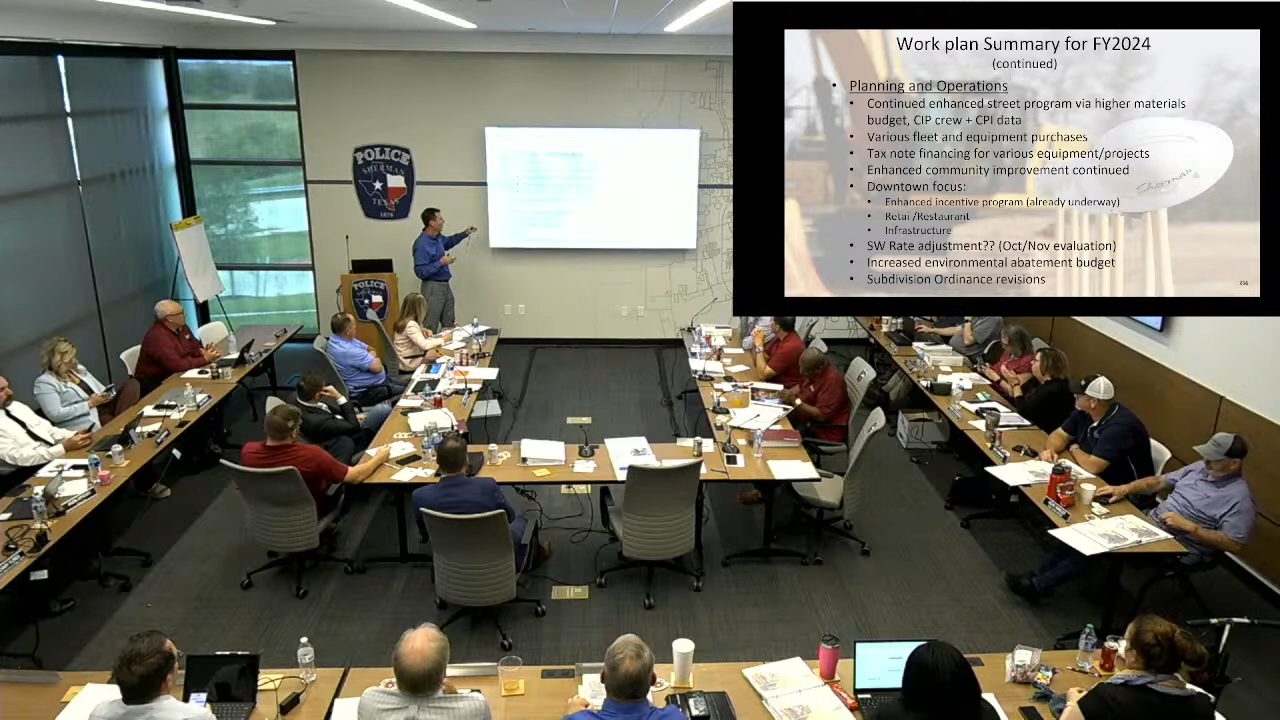 Work plan Summary for FY2024
(continued)
• Planning and Operations
• Continued enhanced street program via higher materials
budget, CIP crew + CPI data
• Various fleet and equipment purchases
• Tax note financing for various equipment/projects
• Enhanced community improvement continued
• Downtown focus:
• Enhanced incentive program (already underway)
• Retai/Restaurant
• Infrastructure
• SW Rate adjustment?? (Oct/Nov evaluation)
• Increased environmental abatement budget
• Subdivision Ordinance revisions
256
Sherman
POLICE
SHERMAN
TEXAS